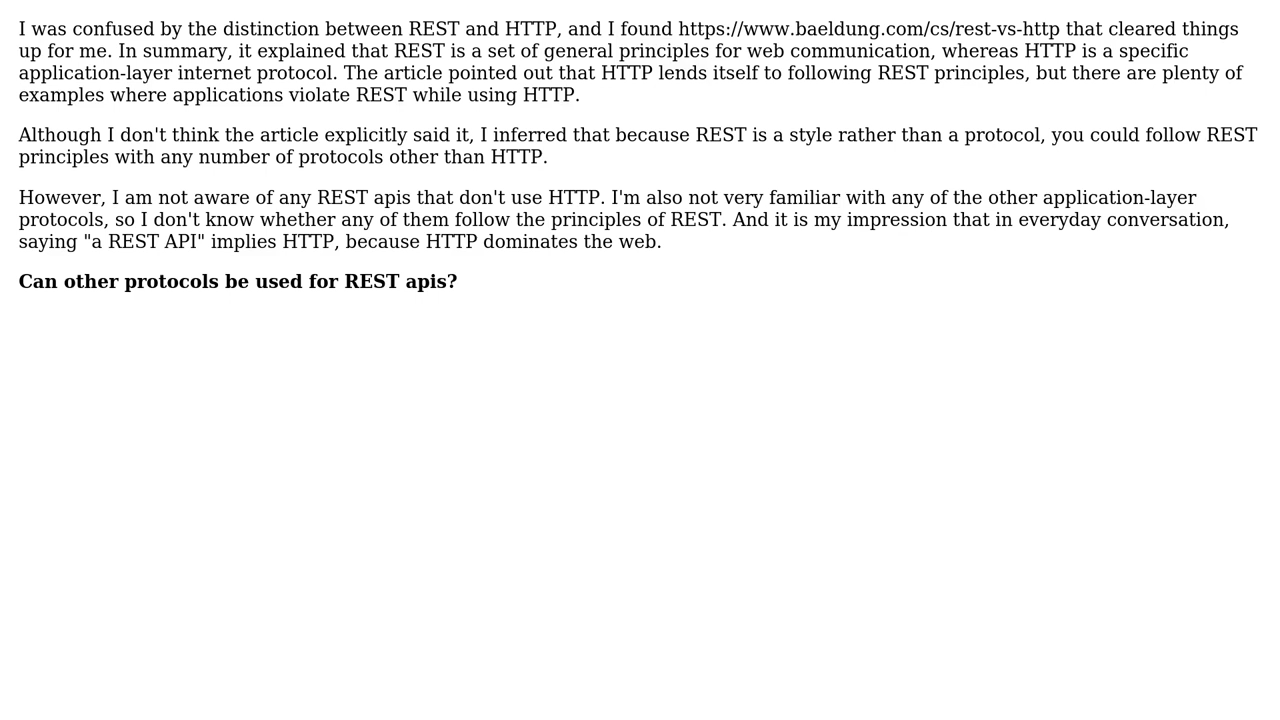 I was confused by the distinction between REST and HTTP, and I found https://www.baeldung.com/cs/rest-vs-http that cleared things
up for me. In summary, it explained that REST is a set of general principles for web communication, whereas HTTP is a specific
application-layer internet protocol. The article pointed out that HTTP lends itself to following REST principles, but there are plenty of
examples where applications violate REST while using HTTP.
Although I don't think the article explicitly said it, I inferred that because REST is a style rather than a protocol, you could follow REST
principles with any number of protocols other than HTTP.
However, I am not aware of any REST apis that don't use HTTP. I'm also not very familiar with any of the other application-layer
protocols, so I don't know whether any of them follow the principles of REST. And it is my impression that in everyday conversation,
saying "a REST API" implies HTTP, because HTTP dominates the web.
Can other protocols be used for REST apis?